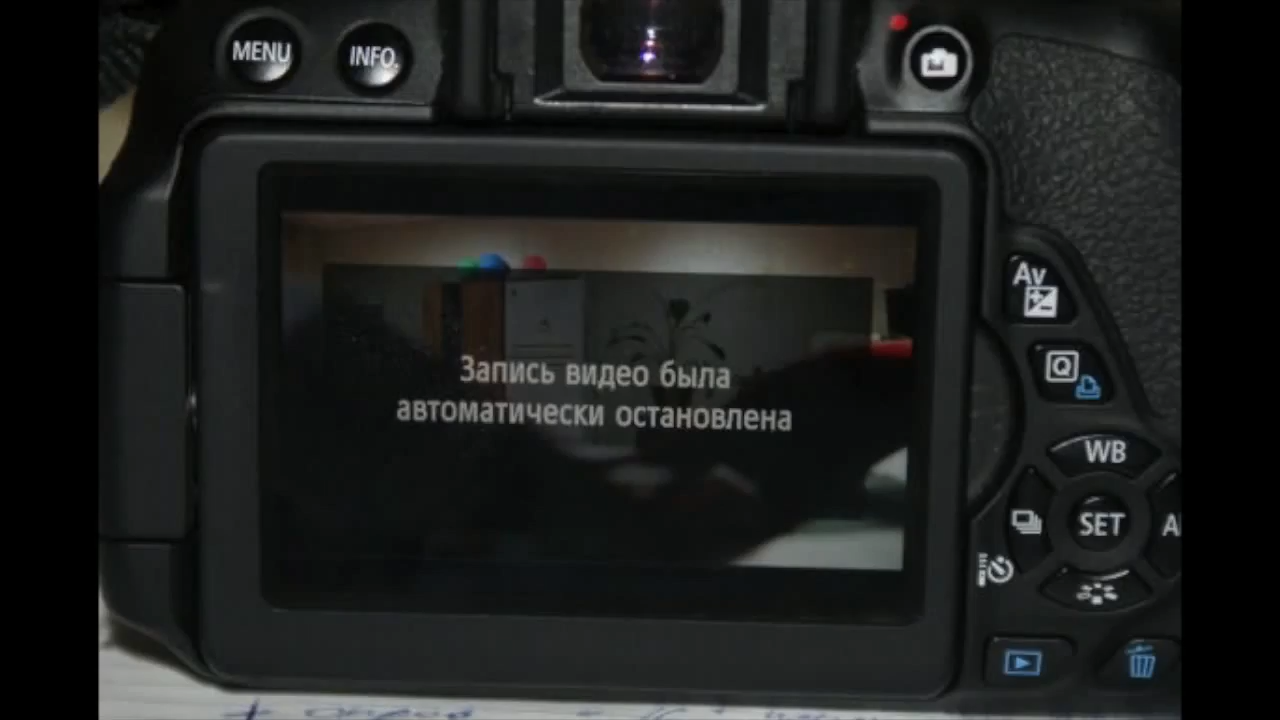 MENU
INFO.
Запись видео была
автоматически остановлена
Av
Q
WB
SET